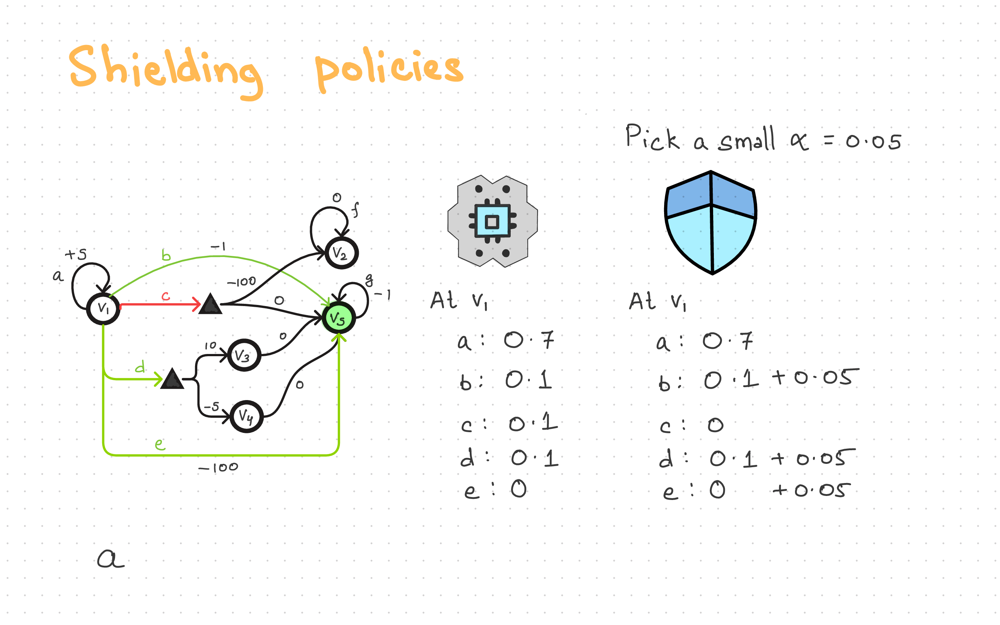 Shielding policies
Pick a small α = 0.05
0
f
+5
a
b
-1
V2
-100
g
-1
c
0
V1
V5
10
V3
0
d
-5
V4
0
e
-100
At V1
a: 0.7
b: 0.1
c: 0.1
d: 0.1
e: 0
At V1
a: 0.7
b: 0.1 + 0.05
c: 0
d: 0.1 + 0.05
e: 0 + 0.05
a